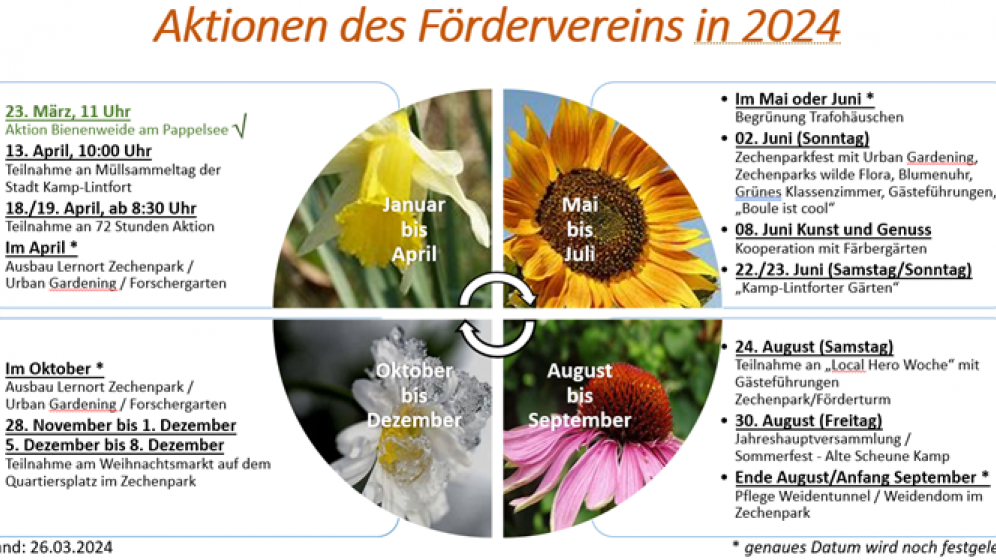 Aktionen des Fördervereins in 2024
23. März, 11 Uhr
Aktion Bienenweide am Pappelsee √
13. April, 10:00 Uhr
Teilnahme an Müllsammeltag der
Stadt Kamp-Lintfort
18./19. April, ab 8:30 Uhr
Teilnahme an 72 Stunden Aktion
Im April *
Ausbau Lernort Zechenpark /
Urban Gardening / Forschergarten
Januar
bis
April
Mai
bis
Juli
• Im Mai oder Juni *
Begrünung Trafohäuschen
• 02. Juni (Sonntag)
Zechenparkfest mit Urban Gardening,
Zechenparks wilde Flora, Blumenuhr,
Grünes Klassenzimmer, Gästeführungen,
„Boule ist cool“
• 08. Juni Kunst und Genuss
Kooperation mit Färbergärten
• 22./23. Juni (Samstag/Sonntag)
„Kamp-Lintforter Gärten“
Im Oktober *
Ausbau Lernort Zechenpark /
Urban Gardening / Forschergarten
28. November bis 1. Dezember
5. Dezember bis 8. Dezember
Teilnahme am Weihnachtsmarkt auf dem
Quartiersplatz im Zechenpark
Oktober
bis
Dezember
August
bis
September
• 24. August (Samstag)
Teilnahme an „Local Hero Woche“ mit
Gästeführungen
Zechenpark/Förderturm
• 30. August (Freitag)
Jahreshauptversammlung /
Sommerfest - Alte Scheune Kamp
• Ende August/Anfang September *
Pflege Weidentunnel / Weidendom im
Zechenpark
and: 26.03.2024
* genaues Datum wird noch festgele